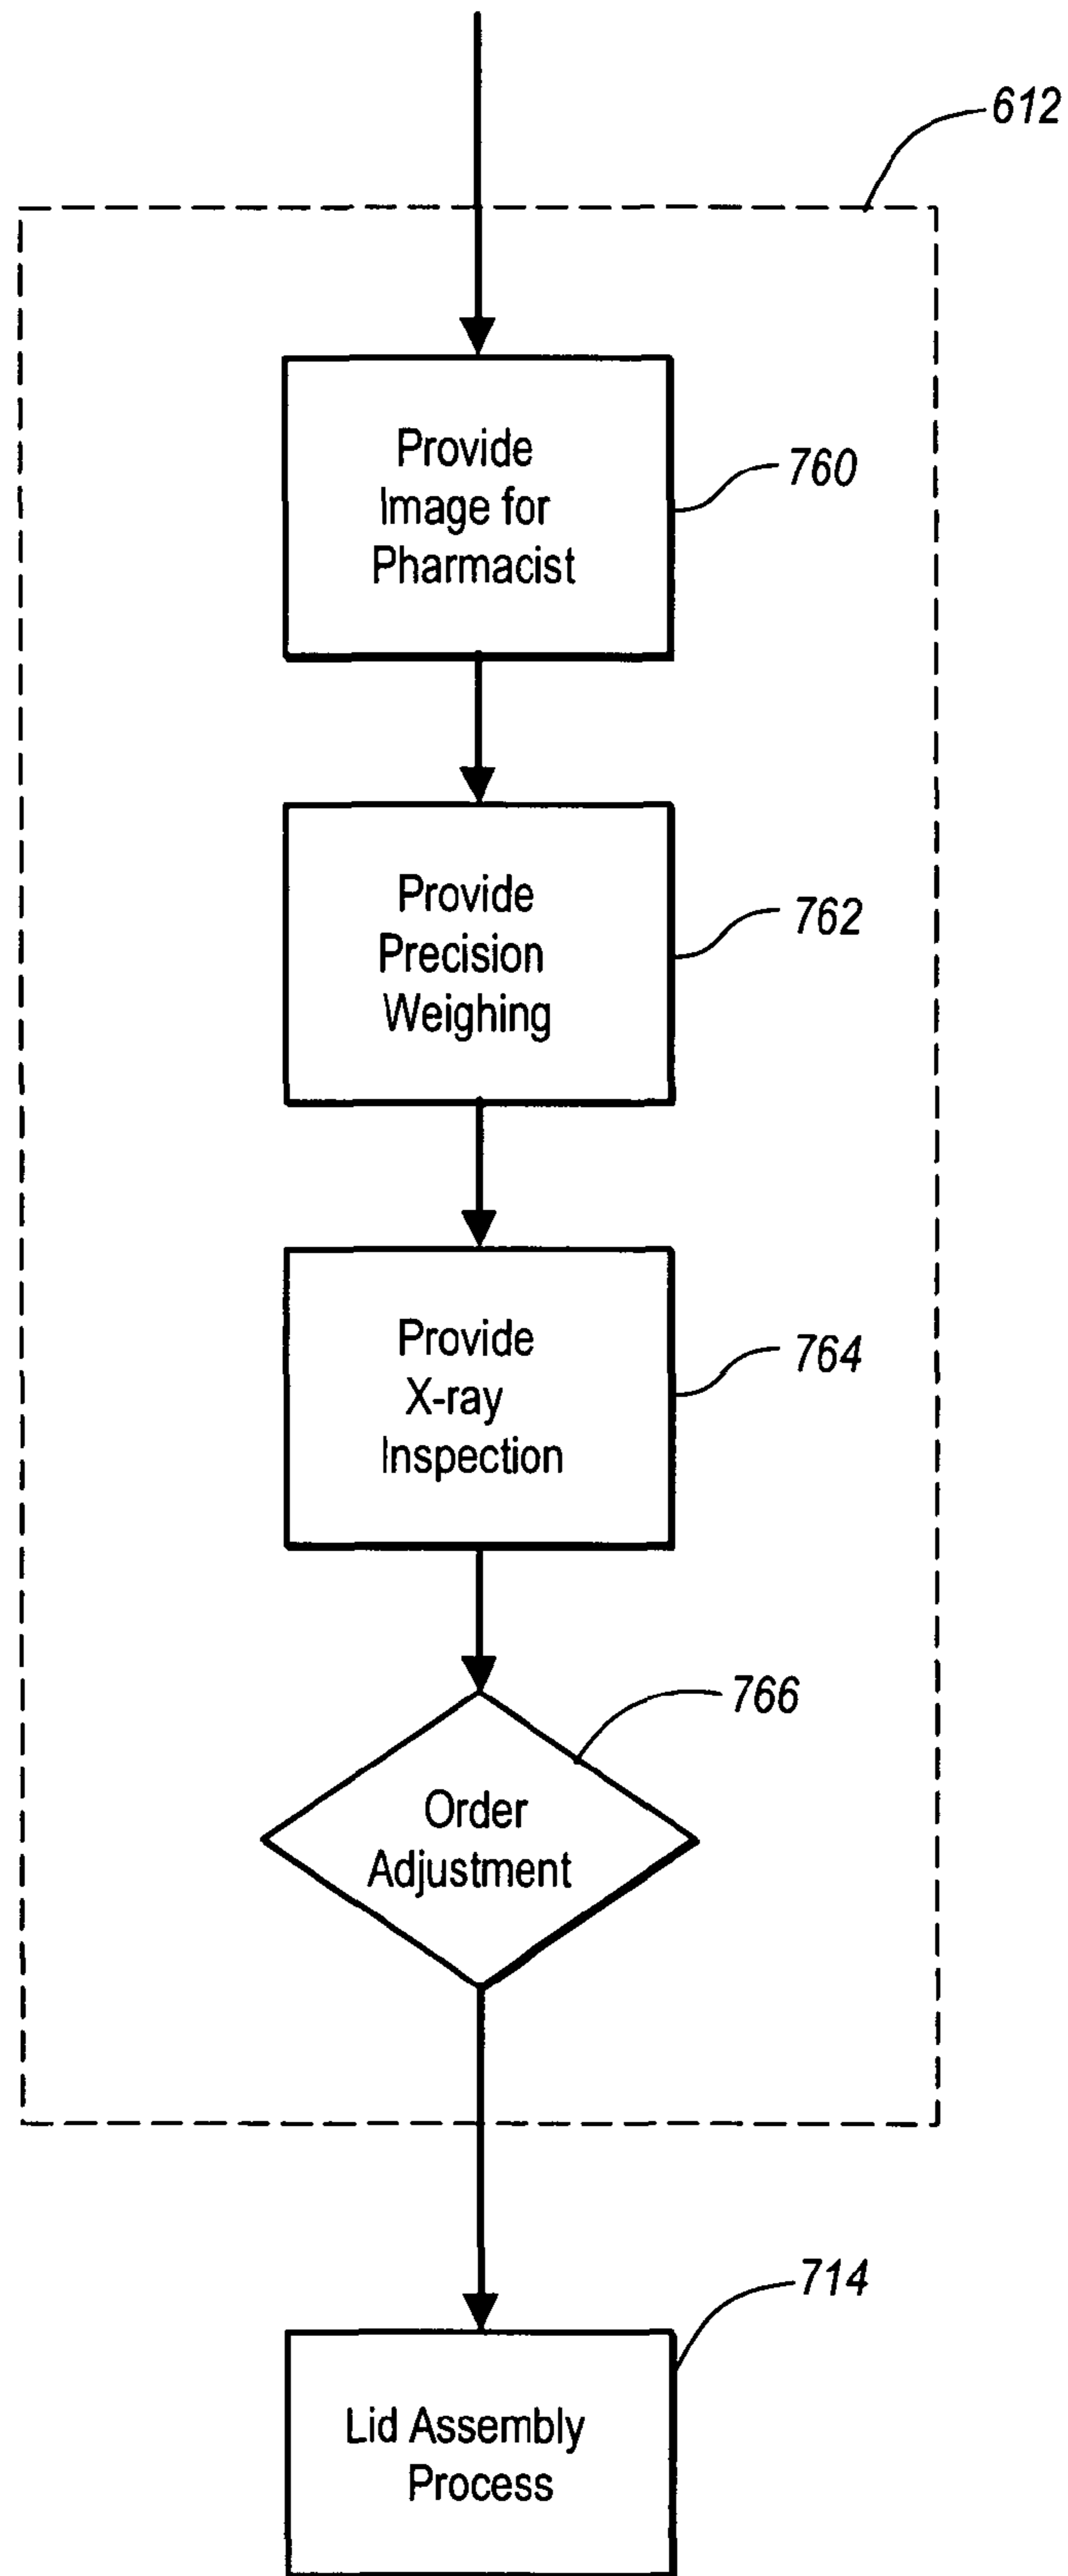 612
Provide
Image for
Pharmacist
760
Provide
Precision
Weighing
762
Provide
X-ray
Inspection
764
766
Order
Adjustment
714
Lid Assembly
Process